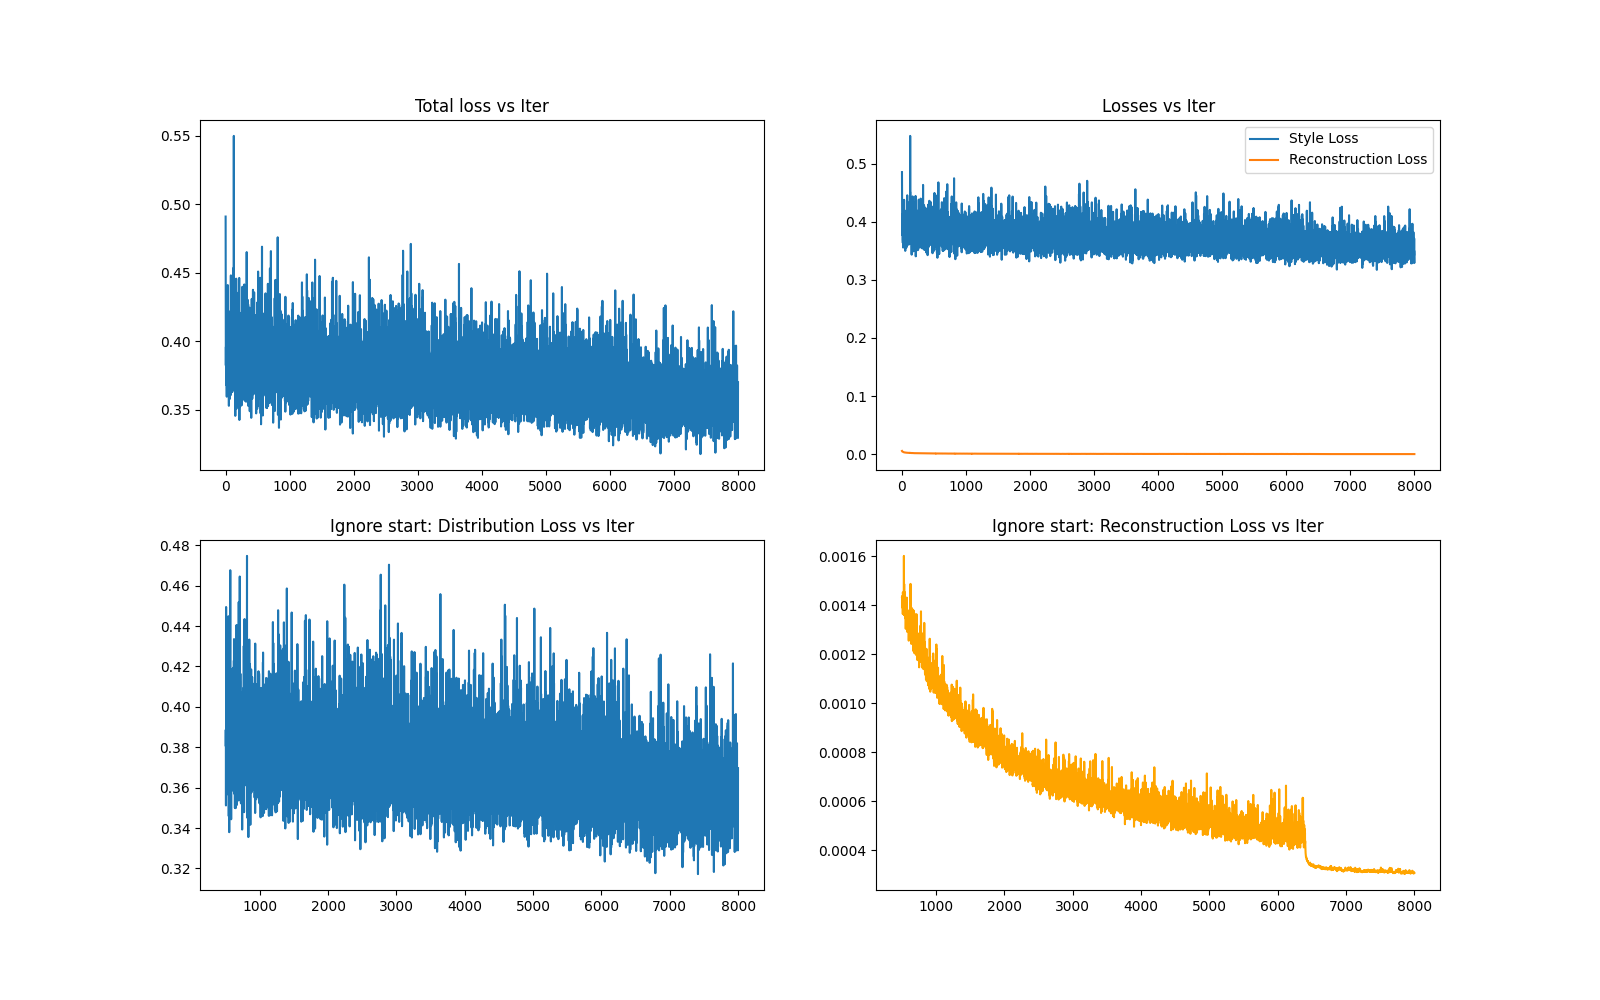 Total loss vs Iter
0.55
0.50
0.45
0.40
0.35
0 1000 2000 3000 4000 5000 6000 7000 8000
Losses vs Iter
Style Loss
Reconstruction Loss
0.5
0.4
0.3
0.2
0.1
0.0
0 1000 2000 3000 4000 5000 6000 7000 8000
Ignore start: Distribution Loss vs Iter
0.48
0.46
0.44
0.42
0.40
0.38
0.36
0.34
0.32
1000 2000 3000 4000 5000 6000 7000 8000
Ignore start: Reconstruction Loss vs Iter
0.0016
0.0014
0.0012
0.0010
0.0008
0.0006
0.0004
1000 2000 3000 4000 5000 6000 7000 8000